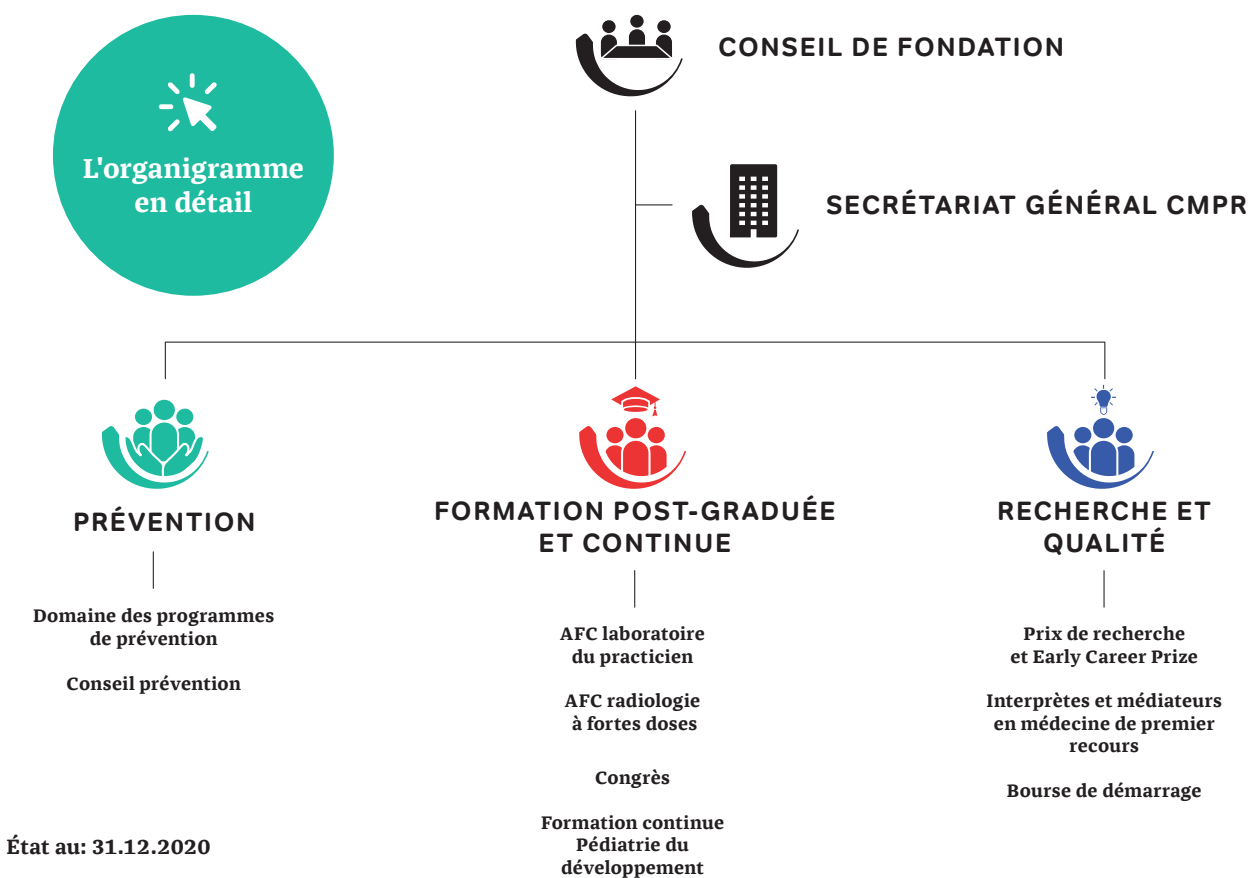 CONSEIL DE FONDATION
L'organigramme
en détail
SECRÉTARIAT GÉNÉRAL CMPR
PRÉVENTION
Domaine des programmes
de prévention
Conseil prévention
FORMATION POST-GRADUÉE
ET CONTINUE
AFC laboratoire
du practicien
AFC radiologie
à fortes doses
Congrès
Formation continue
Pédiatrie du
développement
RECHERCHE ET
QUALITÉ
Prix de recherche
et Early Career Prize
Interprètes et médiateurs
en médecine de premier
recours
Bourse de démarrage
État au: 31.12.2020